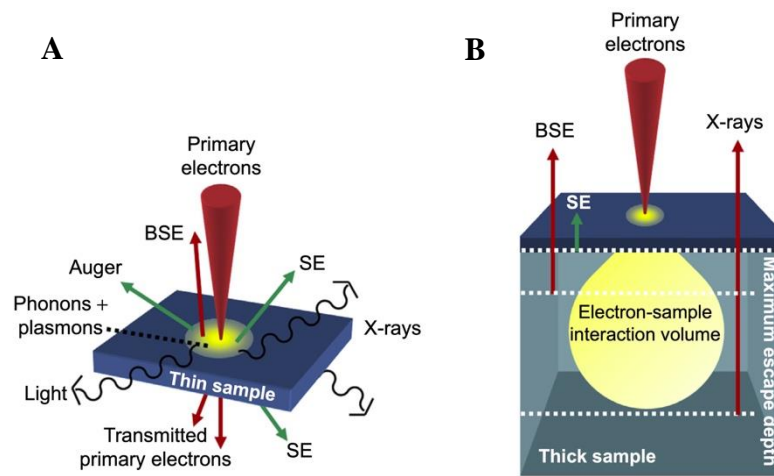 A
Primary
electrons
BSE
SE
Auger
Phonons +
plasmons
X-rays
Light
Thin sample
Transmitted
primary electrons
SE
B
Primary
electrons
BSE
X-rays
SE
Electron-sample
interaction volume
Maximum escape depth
Thick sample